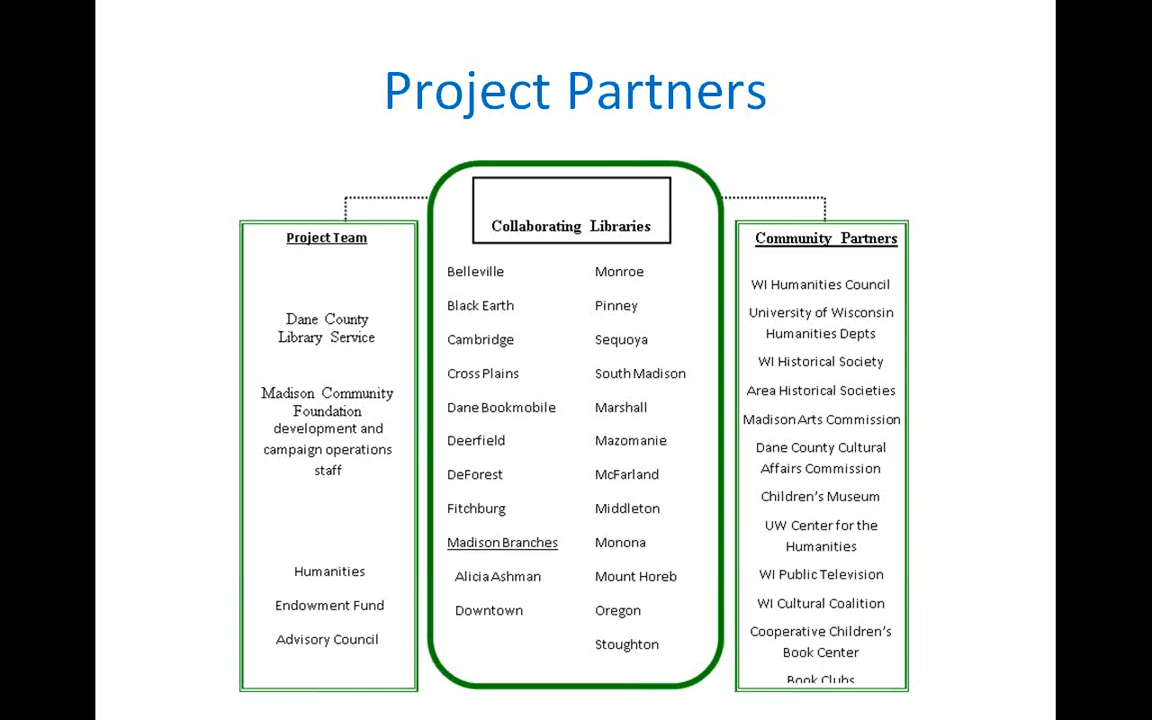 Project Partners
Project Team
Dane County
Library Service
Madison Community
Foundation
development and
campaign operations
staff
Humanities
Endowment Fund
Advisory Council
Collaborating Libraries
Belleville
Black Earth
Cambridge
Cross Plains
Dane Bookmobile
Deerfield
DeForest
Fitchburg
Madison Branches
Alicia Ashman
Downtown
Monroe
Pinney
Sequoya
South Madison
Marshall
Mazomanie
McFarland
Middleton
Monona
Mount Horeb
Oregon
Stoughton
Community Partners
WI Humanities Council
University of Wisconsin
Humanities Depts
WI Historical Society
Area Historical Societies
Madison Arts Commission
Dane County Cultural
Affairs Commission
Children's Museum
UW Center for the
Humanities
WI Public Television
WI Cultural Coalition
Cooperative Children's
Book Center
Book Clubs